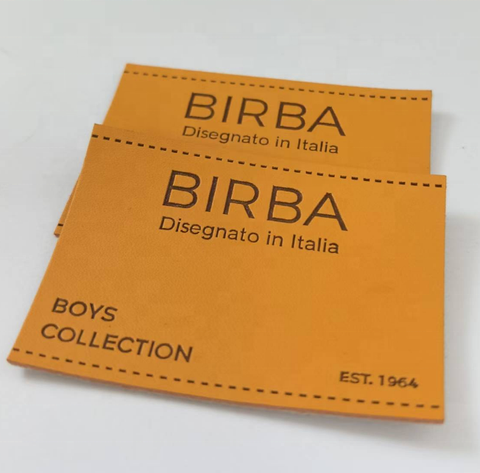 BIRBA
Disegnato in Italia
BIRBA
Disegnato in Italia
BOYS
COLLECTION
EST. 1964